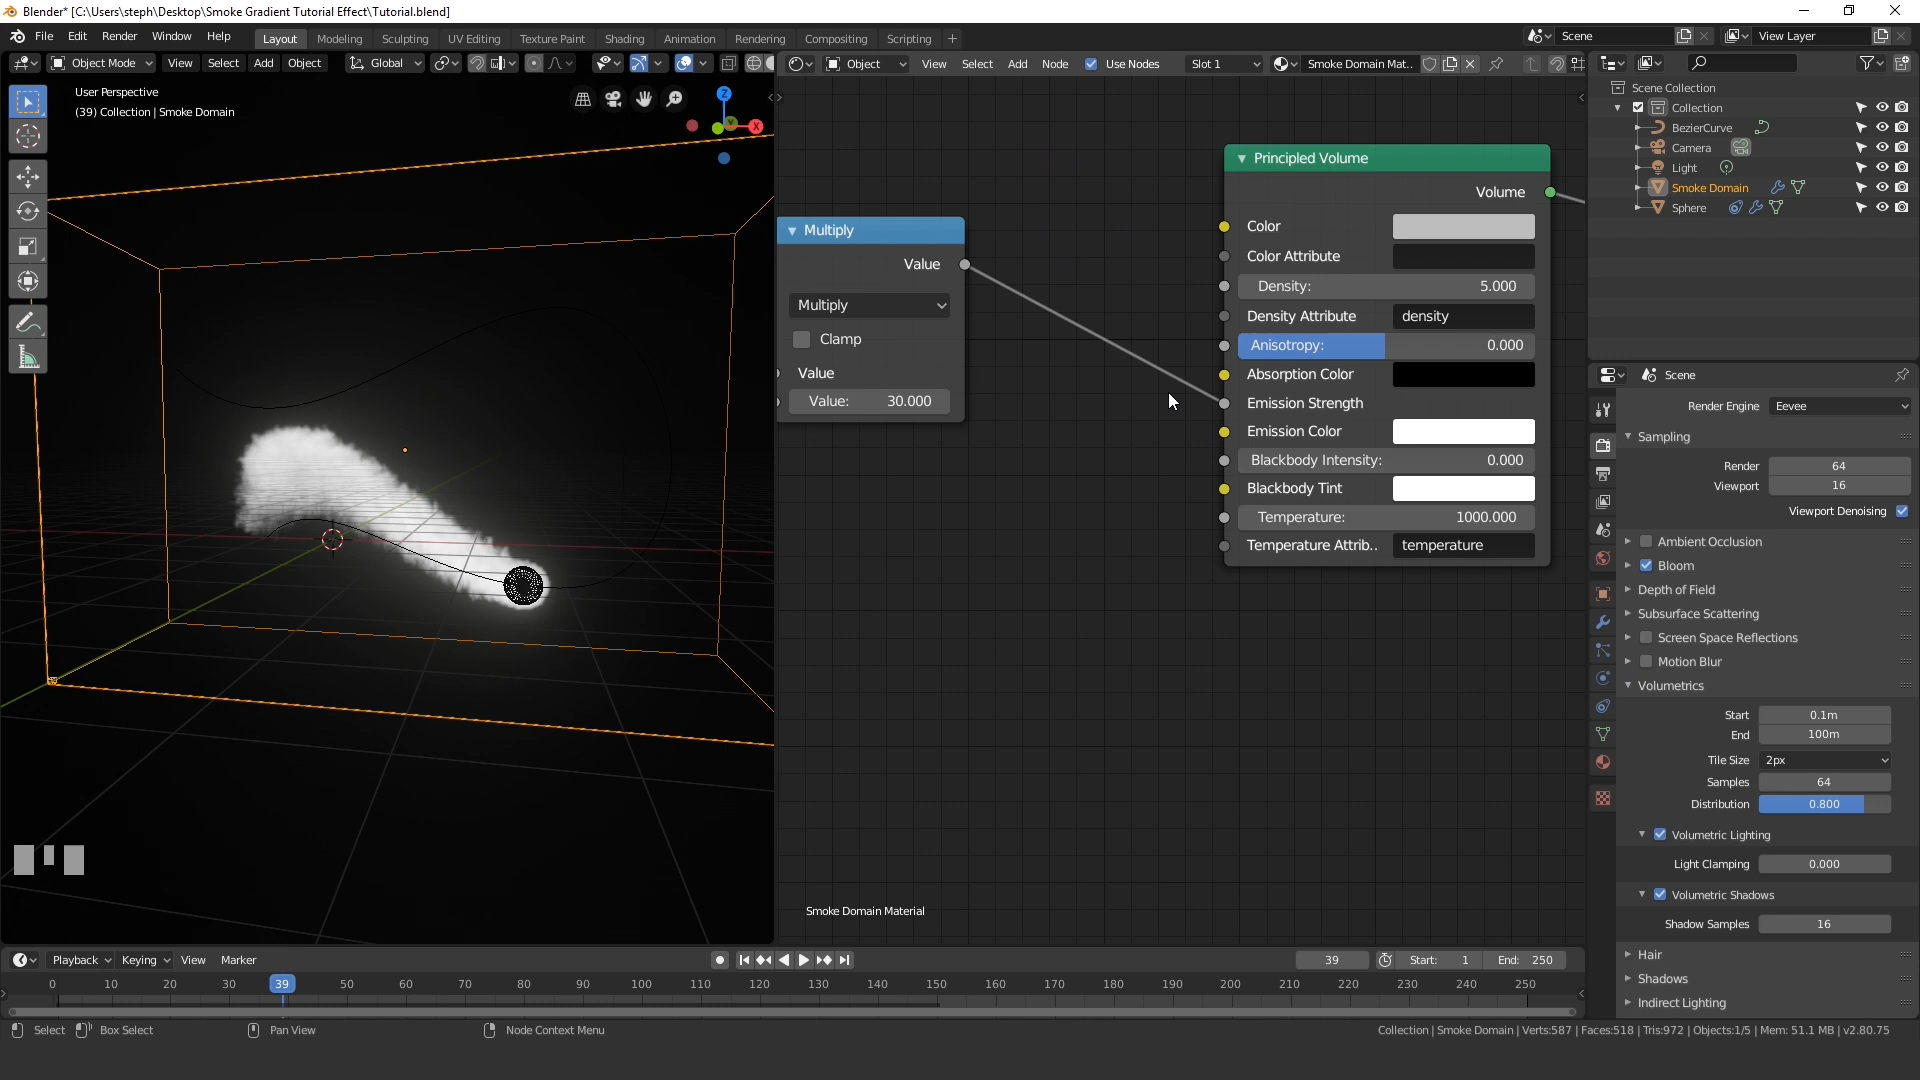 Blender* [C:\Users\steph\Desktop\Smoke Gradient Tutorial Effect\Tutorial.blend]
File Edit Render Window Help Layout Modeling Sculpting UV Editing Texture Paint Shading Animation Rendering Compositing Scripting + Scene View Layer
Object Mode View Select Add Object Global Object View Select Add Node Use Nodes Slot 1 Smoke Domain Mat..
User Perspective
(39) Collection | Smoke Domain
Z
Y
X
Scene Collection
Collection
BezierCurve
Camera
Light
Smoke Domain
Sphere
Multiply
Value
Multiply
Clamp
Value
Value: 30.000
Principled Volume
Volume
Color
Color Attribute
Density: 5.000
Density Attribute density
Anisotropy: 0.000
Absorption Color
Emission Strength
Emission Color
Blackbody Intensity: 0.000
Blackbody Tint
Temperature: 1000.000
Temperature Attrib.. temperature
Smoke Domain Material
Scene
Render Engine Eevee
Sampling
Render 64
Viewport 16
Viewport Denoising
Ambient Occlusion
Bloom
Depth of Field
Subsurface Scattering
Screen Space Reflections
Motion Blur
Volumetrics
Start 0.1m
End 100m
Tile Size 2px
Samples 64
Distribution 0.800
Volumetric Lighting
Light Clamping 0.000
Volumetric Shadows
Shadow Samples 16
Hair
Shadows
Indirect Lighting
Playback Keying View Marker 39 Start: 1 End: 250
0 10 20 30 39 50 60 70 80 90 100 110 120 130 140 150 160 170 180 190 200 210 220 230 240 250
Select Box Select Pan View Node Context Menu Collection | Smoke Domain | Verts:587 | Faces:518 | Tris:972 | Objects:1/5 | Mem: 51.1 MB | v2.80.75